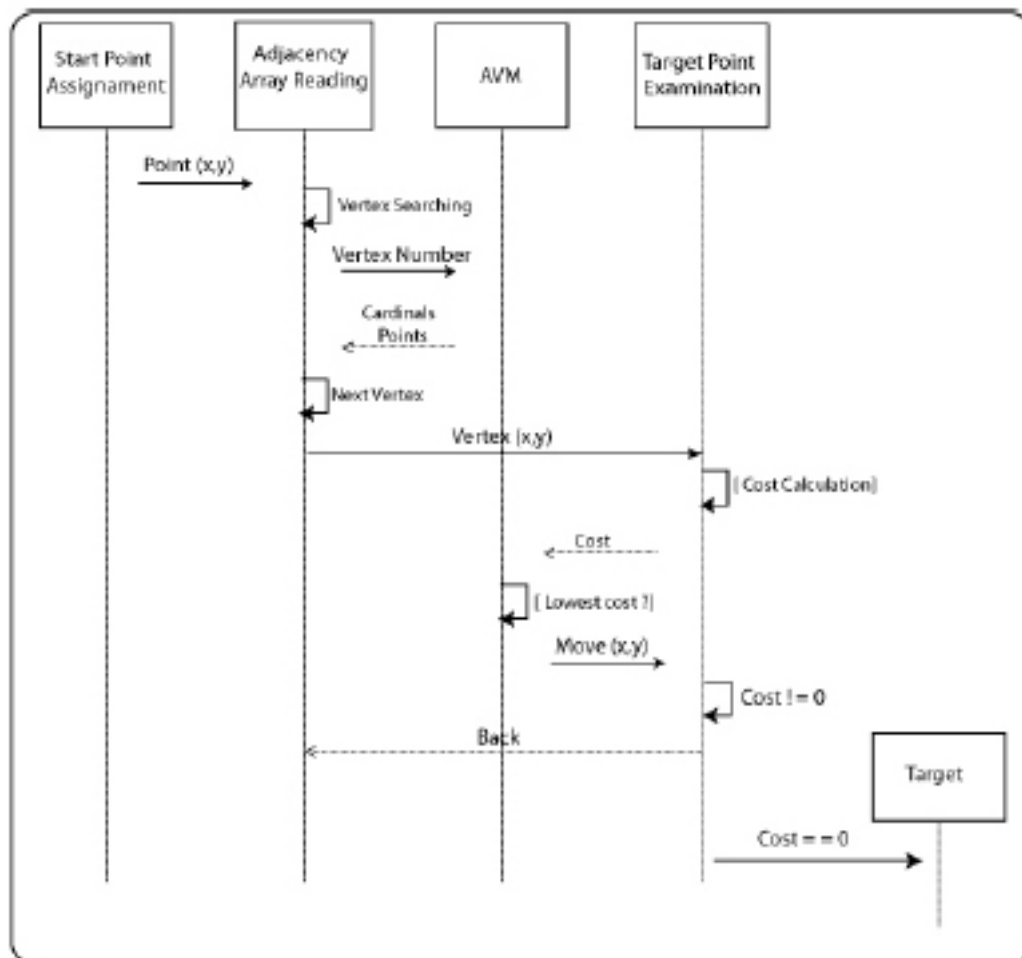 Start Point
Assignament
Adjacency
Array Reading
AVM
Target Point
Examination
Point (x,y)
Vertex Searching
Vertex Number
Cardinals
Points
Next Vertex
Vertex (x,y)
[ Cost Calculation]
Cost
[ Lowest cost ?]
Move (x,y)
Cost ! = 0
Back
Target
Cost = = 0